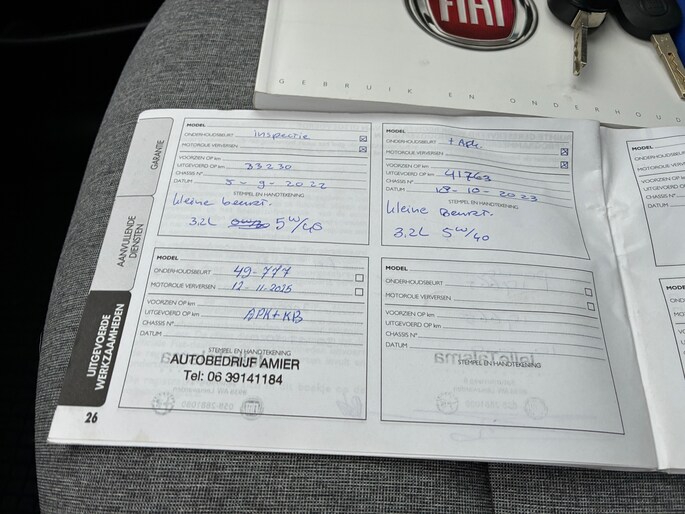 FIAT
GEBRUIK EN ONDERHOUD
GARANTIE
AANVULLENDE
DIENSTEN
UITGEVOERDE
WERKZAAMHEDEN
26
MODEL
ONDERHOUDSBEURT Inspectie
MOTOROLIE VERVERSEN
VOORZIEN OP km
UITGEVOERD OP km 33230
CHASSIS N°
DATUM 5-9-2022
STEMPEL EN HANDTEKENING
kleine beurt.
3,2L 5W/40
MODEL
ONDERHOUDSBEURT + Apk.
MOTOROLIE VERVERSEN
VOORZIEN OP km
UITGEVOERD OP km 41763
CHASSIS N°
DATUM 18-10-2023
STEMPEL EN HANDTEKENING
kleine Beurt.
3,2L 5W/40
MODEL
ONDERHOUDSBEURT 49-777
MOTOROLIE VERVERSEN 12-11-2025
VOORZIEN OP km
UITGEVOERD OP km APK+KB
CHASSIS N°
DATUM
STEMPEL EN HANDTEKENING
AUTOBEDRIJF AMIER
Tel: 06 39141184
MODEL
ONDERHOUDSBEURT
MOTOROLIE VERVERSEN
VOORZIEN OP km
UITGEVOERD OP km
CHASSIS N°
DATUM
STEMPEL EN HANDTEKENING